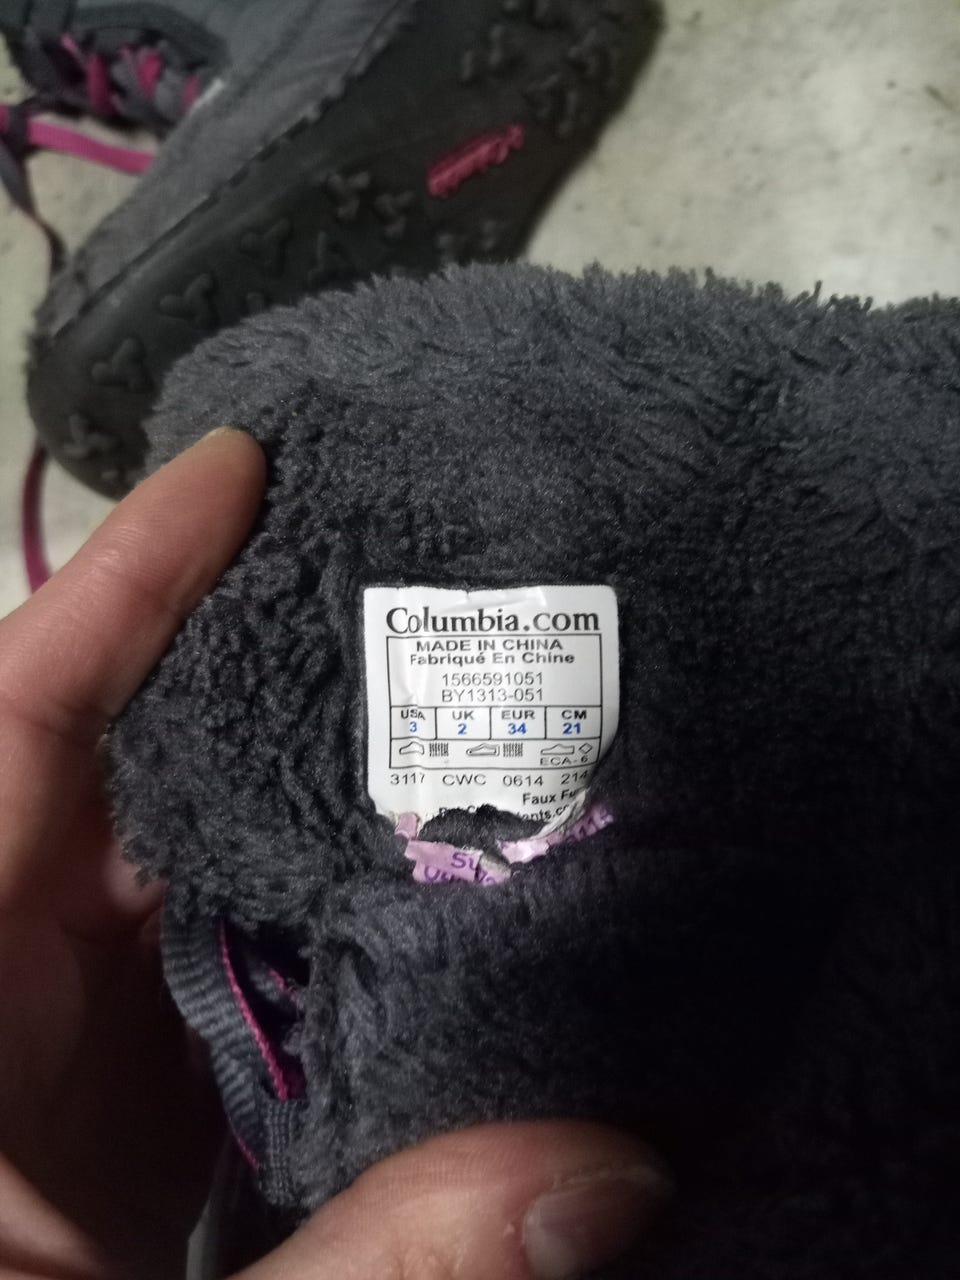 Columbia.com
MADE IN CHINA
Fabriqué En Chine
1566591051
BY1313-051
USA UK EUR CM
3 2 34 21
ECA-6
3117 CWC 0614 214
Faux